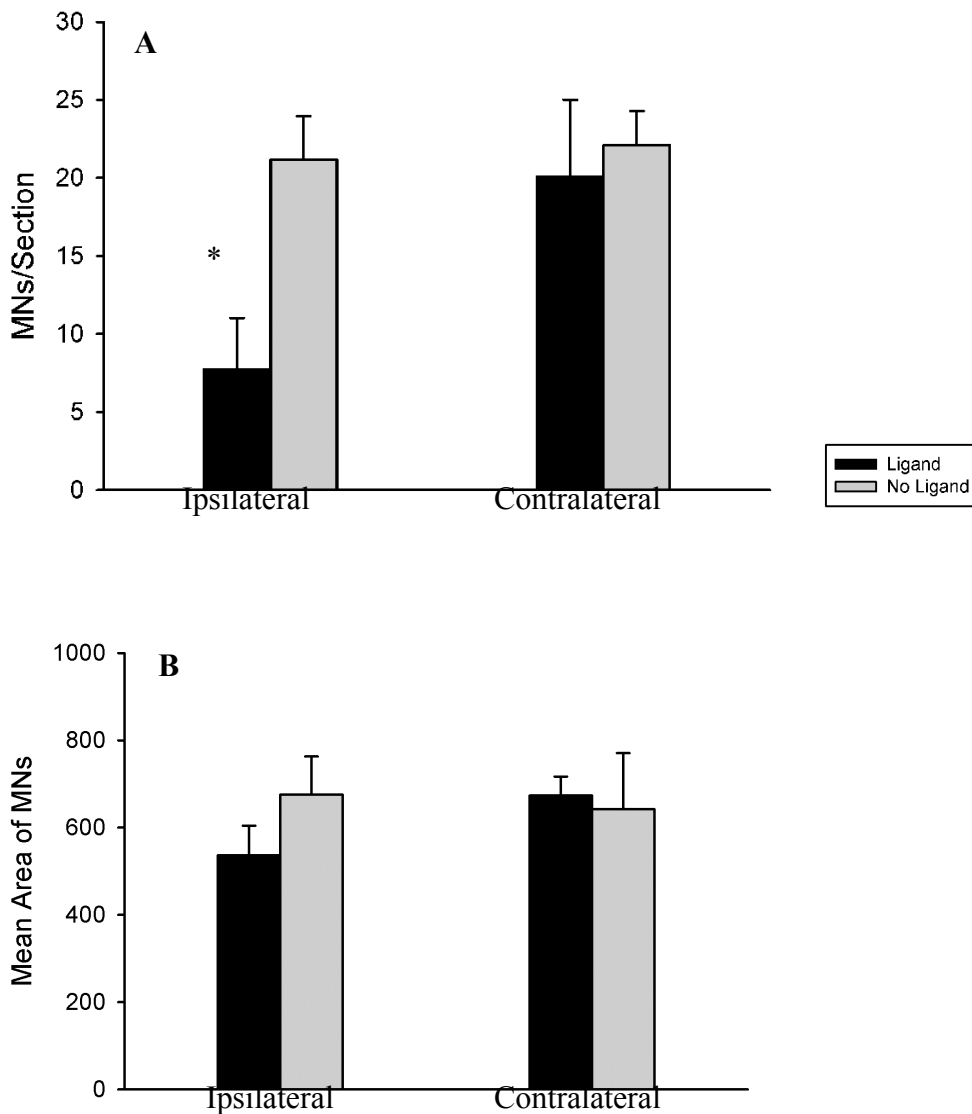 A
30
25
20
15
10
5
0
MNs/Section
*
Ipsilateral
Contralateral
Ligand
No Ligand
B
1000
800
600
400
200
0
Mean Area of MNs
Ipsilateral
Contralateral